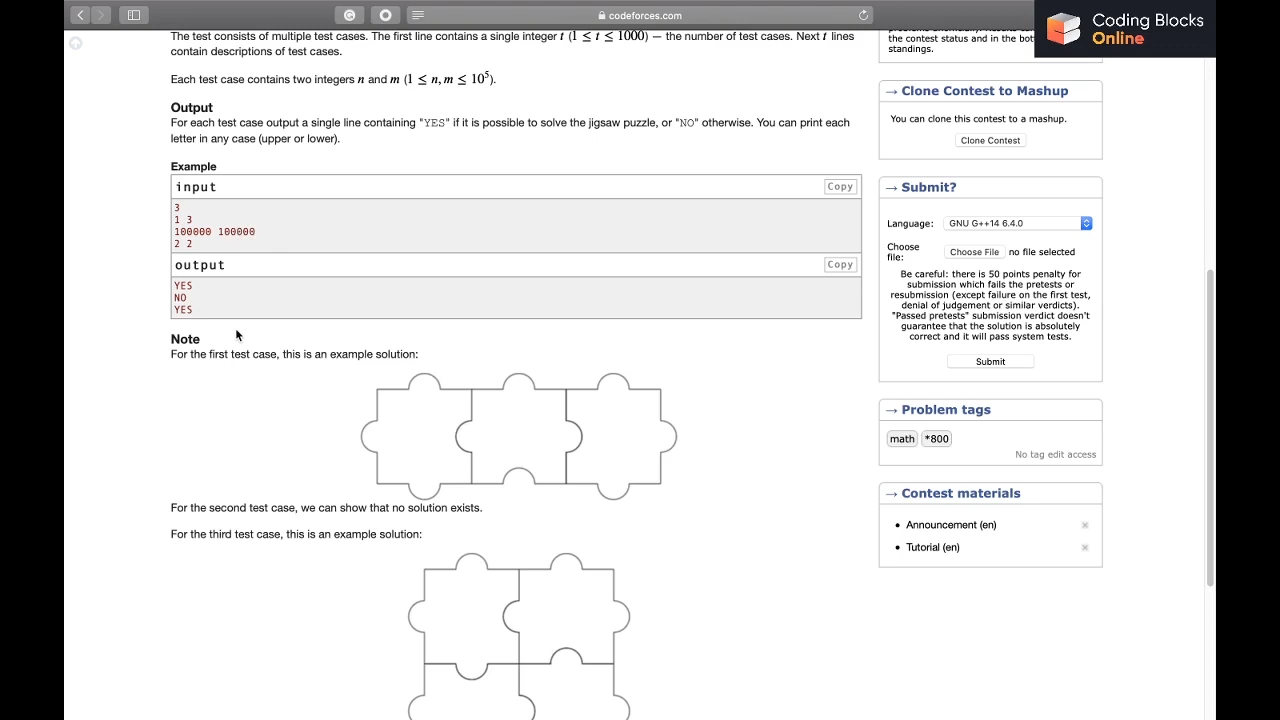 codeforces.com
Coding Blocks
Online
The test consists of multiple test cases. The first line contains a single integer t (1 ≤ t ≤ 1000) — the number of test cases. Next t lines
contain descriptions of test cases.
Each test case contains two integers n and m (1 ≤ n, m ≤ 10⁵).
Output
For each test case output a single line containing "YES" if it is possible to solve the jigsaw puzzle, or "NO" otherwise. You can print each
letter in any case (upper or lower).
Example
input
Copy
3
1 3
100000 100000
2 2
output
Copy
YES
NO
YES
Note
For the first test case, this is an example solution:
For the second test case, we can show that no solution exists.
For the third test case, this is an example solution:
the contest status and in the bot
standings.
→ Clone Contest to Mashup
You can clone this contest to a mashup.
Clone Contest
→ Submit?
Language:
GNU G++14 6.4.0
Choose
file:
Choose File
no file selected
Be careful: there is 50 points penalty for
submission which fails the pretests or
resubmission (except failure on the first test,
denial of judgement or similar verdicts).
"Passed pretests" submission verdict doesn't
guarantee that the solution is absolutely
correct and it will pass system tests.
Submit
→ Problem tags
math
*800
No tag edit access
→ Contest materials
Announcement (en)
Tutorial (en)